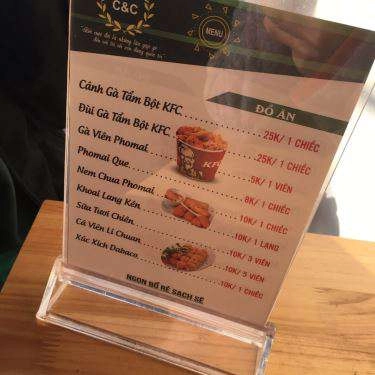 C&C
MENU
ĐỒ ĂN
Cánh Gà Tẩm Bột KFC 25K/ 1 CHIẾC
Đùi Gà Tẩm Bột KFC 25K/ 1 CHIẾC
Gà Viên Phomai 5K/ 1 VIÊN
Phomai Que 8K/ 1 CHIẾC
Nem Chua Phomai 10K/ 1 CHIẾC
Khoai Lang Kén 10K/ 1 LẠNG
Sữa Tươi Chiên 10K/ 3 VIÊN
Cá Viên Li Chuan 10K/ 5 VIÊN
Xúc Xích Dabaco 10K/ 1 CHIẾC
KFC
NGON BỔ RẺ SẠCH SẼ